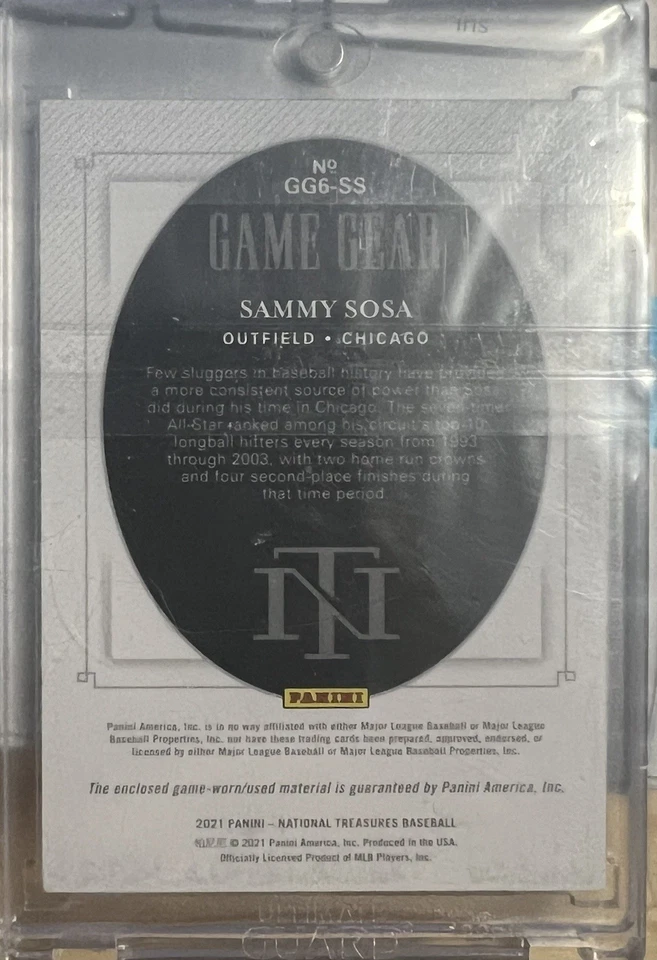 Nº
GG6-SS
GAME GEAR
SAMMY SOSA
OUTFIELD • CHICAGO
Few sluggers in baseball history have provided
a more consistent source of power than Sosa
did during his time in Chicago. The seven-time
All-Star ranked among his circuit's top-10
longball hitters every season from 1993
through 2003, with two home run crowns
and four second-place finishes during
that time period.
NT
PANINI
Panini America, Inc. is in no way affiliated with either Major League Baseball or Major League
Baseball Properties, Inc. nor have these trading cards been prepared, approved, endorsed, or
licensed by either Major League Baseball or Major League Baseball Properties, Inc.
The enclosed game-worn/used material is guaranteed by Panini America, Inc.
2021 PANINI – NATIONAL TREASURES BASEBALL
© 2021 Panini America, Inc. Produced in the USA.
Officially Licensed Product of MLB Players, Inc.
ULTIMATE
GUARD